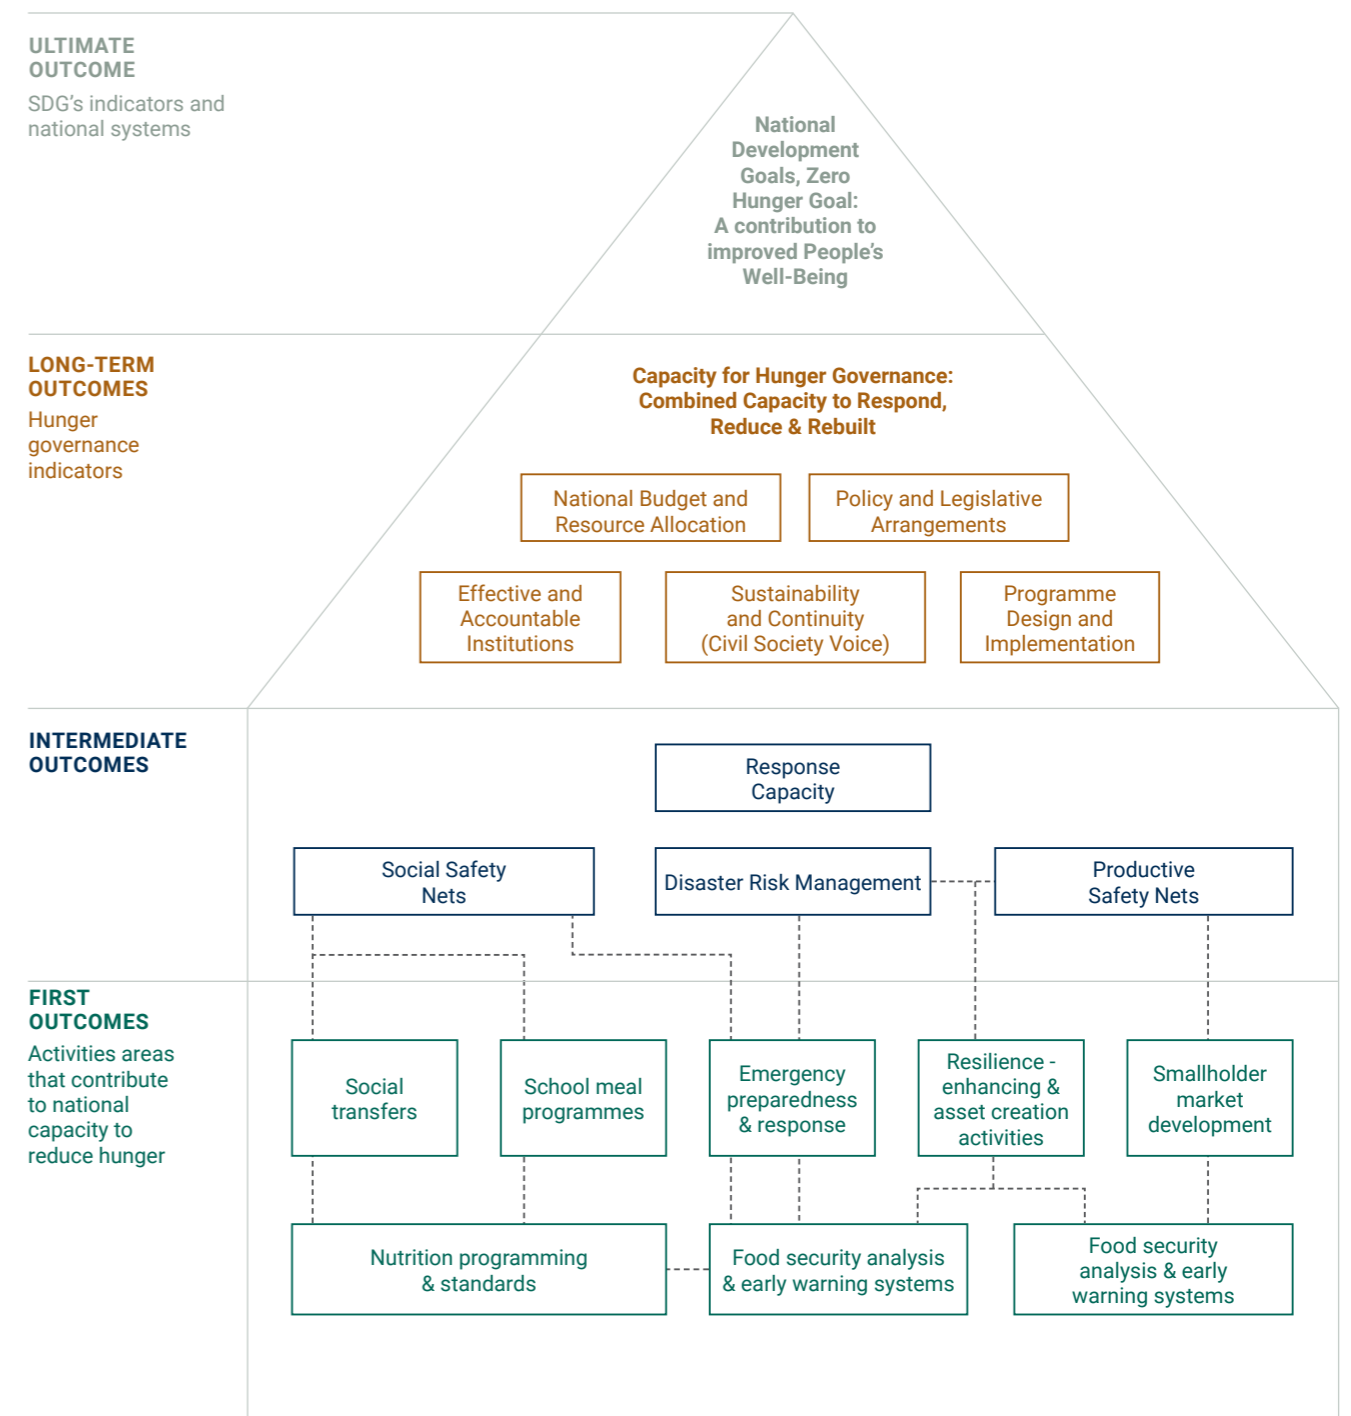 ULTIMATE
OUTCOME
SDG’s indicators and
national systems
National
Development
Goals, Zero
Hunger Goal:
A contribution to
improved People’s
Well-Being
LONG-TERM
OUTCOMES
Hunger
governance
indicators
Capacity for Hunger Governance:
Combined Capacity to Respond,
Reduce & Rebuilt
National Budget and
Resource Allocation
Policy and Legislative
Arrangements
Effective and
Accountable
Institutions
Sustainability
and Continuity
(Civil Society Voice)
Programme
Design and
Implementation
INTERMEDIATE
OUTCOMES
Response
Capacity
Social Safety
Nets
Disaster Risk Management
Productive
Safety Nets
FIRST
OUTCOMES
Activities areas
that contribute
to national
capacity to
reduce hunger
Social
transfers
School meal
programmes
Emergency
preparedness
& response
Resilience -
enhancing &
asset creation
activities
Smallholder
market
development
Nutrition programming
& standards
Food security analysis
& early warning systems
Food security
analysis & early
warning systems